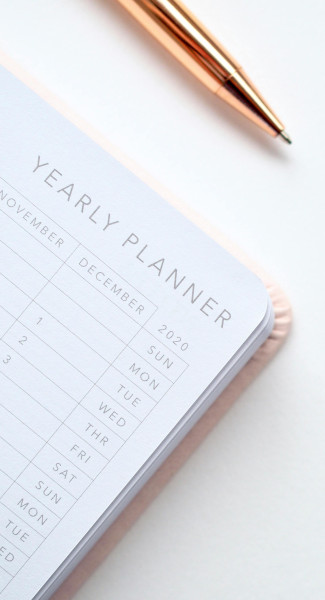 YEARLY PLANNER
NOVEMBER DECEMBER 2020
SUN
MON
1 TUE
2 WED
3 THR
FRI
SAT
SUN
MON
TUE